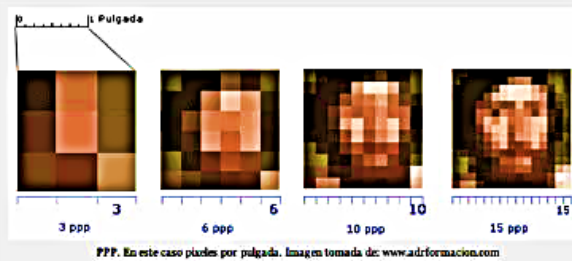 0 1 Pulgada
3 6 10 15
3 ppp 6 ppp 10 ppp 15 ppp
PPP. En este caso pixeles por pulgada. Imagen tomada de: www.adrformacion.com